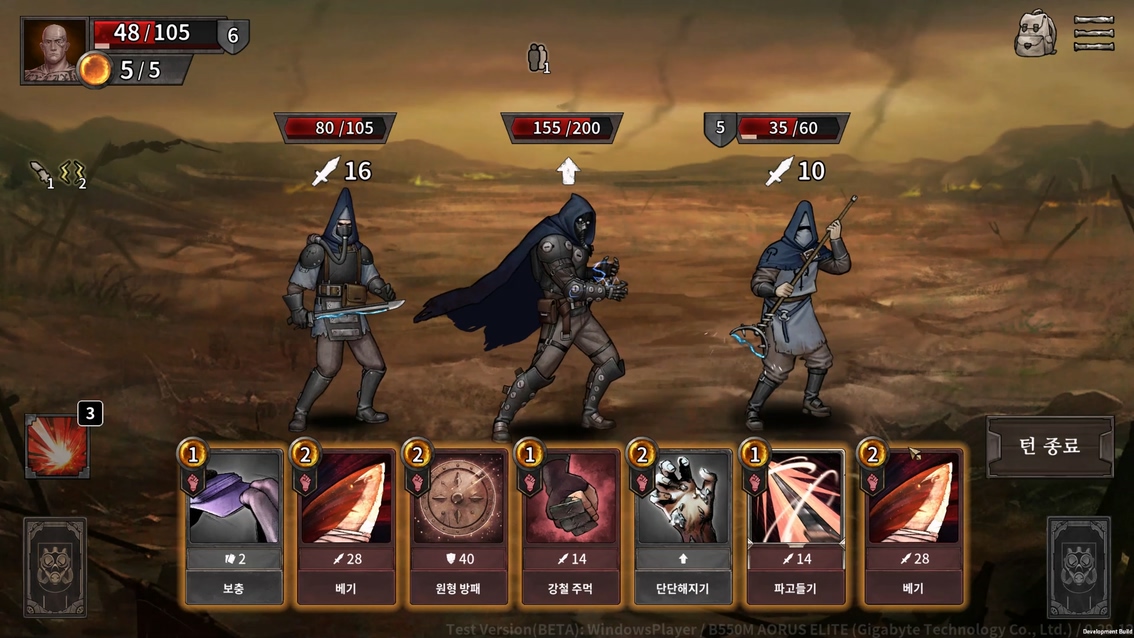 48/105
6
5/5
1
1
2
80/105
155/200
5
35/60
16
10
3
턴 종료
1
2
2
1
2
1
2
2
28
40
14
14
28
보충
베기
원형 방패
강철 주먹
단단해지기
파고들기
베기
Development Build
Test Version(BETA): WindowsPlayer / B550M AORUS ELITE (Gigabyte Technology Co., Ltd.) /